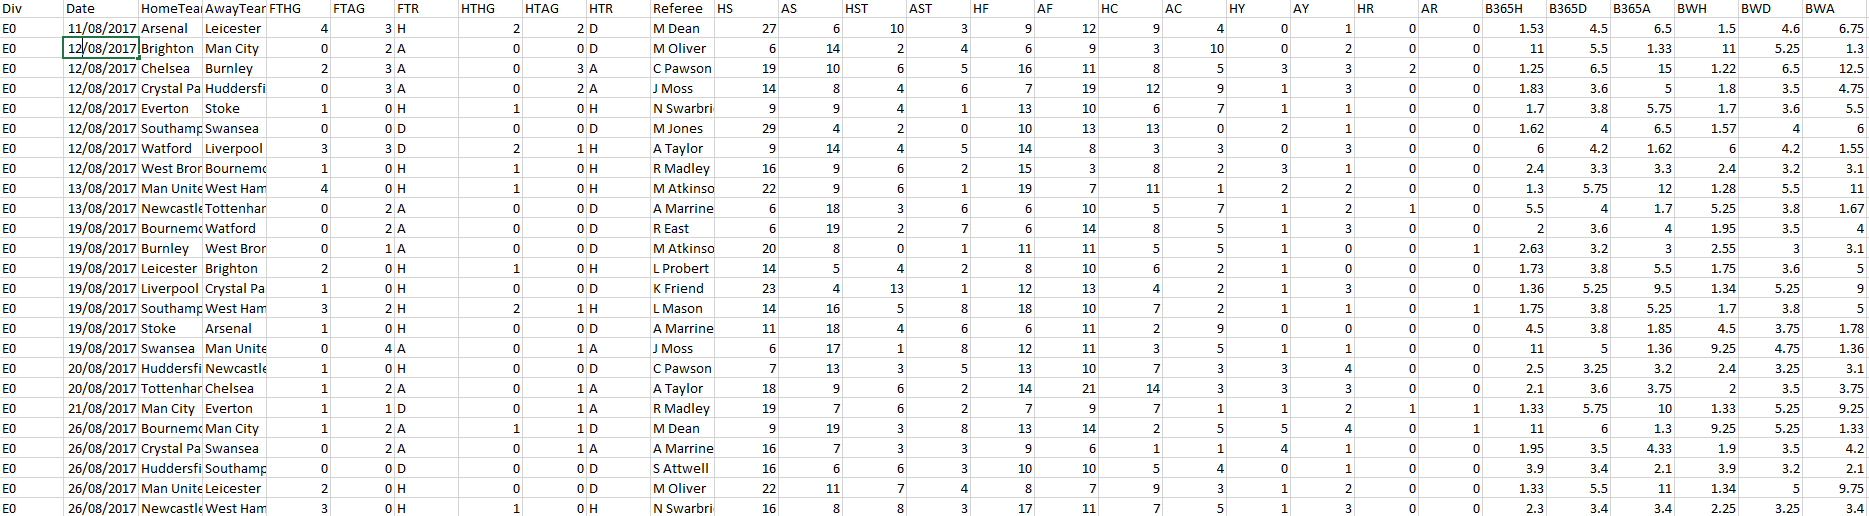 Div Date HomeTear AwayTeam FTHG FTAG FTR HTHG HTAG HTR Referee HS AS HST AST HF AF HC AC HY AY HR AR B365H B365D B365A BWH BWD BWA
E0 11/08/2017 Arsenal Leicester 4 3 H 2 2 D M Dean 27 6 10 3 9 12 9 4 0 1 0 0 1.53 4.5 6.5 1.5 4.6 6.75
E0 12/08/2017 Brighton Man City 0 2 A 0 0 D M Oliver 6 14 2 4 6 9 3 10 0 2 0 0 11 5.5 1.33 11 5.25 1.3
E0 12/08/2017 Chelsea Burnley 2 3 A 0 3 A C Pawson 19 10 6 5 16 11 8 5 3 3 2 0 1.25 6.5 15 1.22 6.5 12.5
E0 12/08/2017 Crystal Pa Huddersfi 0 3 A 0 2 A J Moss 14 8 4 6 7 19 12 9 1 3 0 0 1.83 3.6 5 1.8 3.5 4.75
E0 12/08/2017 Everton Stoke 1 0 H 1 0 H N Swarbri 9 9 4 1 13 10 6 7 1 1 0 0 1.7 3.8 5.75 1.7 3.6 5.5
E0 12/08/2017 Southamp Swansea 0 0 D 0 0 D M Jones 29 4 2 0 10 13 13 0 2 1 0 0 1.62 4 6.5 1.57 4 6
E0 12/08/2017 Watford Liverpool 3 3 D 2 1 H A Taylor 9 14 4 5 14 8 3 3 0 3 0 0 6 4.2 1.62 6 4.2 1.55
E0 12/08/2017 West Bror Bournemo 1 0 H 1 0 H R Madley 16 9 6 2 15 3 8 2 3 1 0 0 2.4 3.3 3.3 2.4 3.2 3.1
E0 13/08/2017 Man Unite West Ham 4 0 H 1 0 H M Atkinso 22 9 6 1 19 7 11 1 2 2 0 0 1.3 5.75 12 1.28 5.5 11
E0 13/08/2017 Newcastle Tottenhar 0 2 A 0 0 D A Marrine 6 18 3 6 6 10 5 7 1 2 1 0 5.5 4 1.7 5.25 3.8 1.67
E0 19/08/2017 Bournemo Watford 0 2 A 0 0 D R East 6 19 2 7 6 14 8 5 1 3 0 0 2 3.6 4 1.95 3.5 4
E0 19/08/2017 Burnley West Bror 0 1 A 0 0 D M Atkinso 20 8 0 1 11 11 5 5 1 0 0 1 2.63 3.2 3 2.55 3 3.1
E0 19/08/2017 Leicester Brighton 2 0 H 1 0 H L Probert 14 5 4 2 8 10 6 2 1 0 0 0 1.73 3.8 5.5 1.75 3.6 5
E0 19/08/2017 Liverpool Crystal Pa 1 0 H 0 0 D K Friend 23 4 13 1 12 13 4 2 1 3 0 0 1.36 5.25 9.5 1.34 5.25 9
E0 19/08/2017 Southamp West Ham 3 2 H 2 1 H L Mason 14 16 5 8 18 10 7 2 1 1 0 1 1.75 3.8 5.25 1.7 3.8 5
E0 19/08/2017 Stoke Arsenal 1 0 H 0 0 D A Marrine 11 18 4 6 6 11 2 9 0 0 0 0 4.5 3.8 1.85 4.5 3.75 1.78
E0 19/08/2017 Swansea Man Unite 0 4 A 0 1 A J Moss 6 17 1 8 12 11 3 5 1 1 0 0 11 5 1.36 9.25 4.75 1.36
E0 20/08/2017 Huddersfi Newcastle 1 0 H 0 0 D C Pawson 7 13 3 5 13 10 7 3 3 4 0 0 2.5 3.25 3.2 2.4 3.25 3.1
E0 20/08/2017 Tottenhar Chelsea 1 2 A 0 1 A A Taylor 18 9 6 2 14 21 14 3 3 3 0 0 2.1 3.6 3.75 2 3.5 3.75
E0 21/08/2017 Man City Everton 1 1 D 0 1 A R Madley 19 7 6 2 7 9 7 1 1 2 1 1 1.33 5.75 10 1.33 5.25 9.25
E0 26/08/2017 Bournemo Man City 1 2 A 1 1 D M Dean 9 19 3 8 13 14 2 5 5 4 0 1 11 6 1.3 9.25 5.25 1.33
E0 26/08/2017 Crystal Pa Swansea 0 2 A 0 1 A A Marrine 16 7 3 3 9 6 1 1 4 1 0 0 1.95 3.5 4.33 1.9 3.5 4.2
E0 26/08/2017 Huddersfi Southamp 0 0 D 0 0 D S Attwell 16 6 6 3 10 10 5 4 0 1 0 0 3.9 3.4 2.1 3.9 3.2 2.1
E0 26/08/2017 Man Unite Leicester 2 0 H 0 0 D M Oliver 22 11 7 4 8 7 9 3 1 2 0 0 1.33 5.5 11 1.34 5 9.75
E0 26/08/2017 Newcastle West Ham 3 0 H 1 0 H N Swarbri 16 8 8 3 17 11 7 5 1 3 0 0 2.3 3.4 3.4 2.25 3.25 3.4